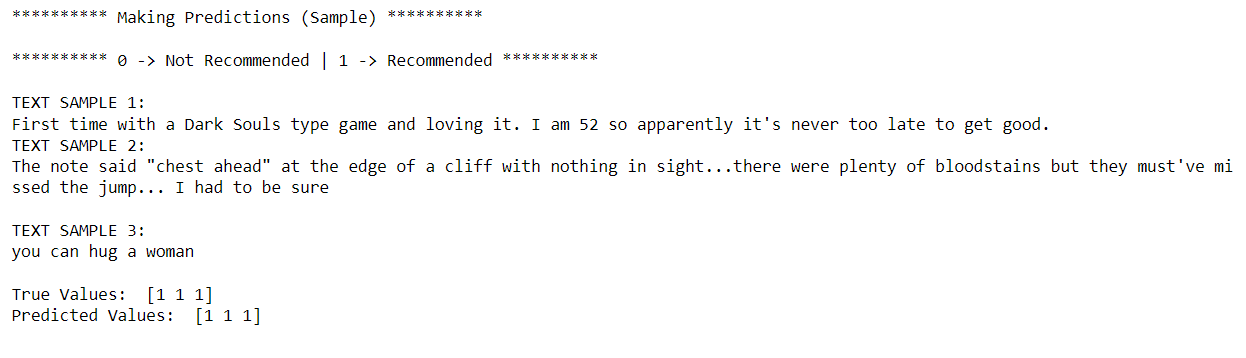 ********** Making Predictions (Sample) **********
********** 0 -> Not Recommended | 1 -> Recommended **********
TEXT SAMPLE 1:
First time with a Dark Souls type game and loving it. I am 52 so apparently it's never too late to get good.
TEXT SAMPLE 2:
The note said "chest ahead" at the edge of a cliff with nothing in sight...there were plenty of bloodstains but they must've mi
ssed the jump... I had to be sure
TEXT SAMPLE 3:
you can hug a woman
True Values:  [1 1 1]
Predicted Values:  [1 1 1]